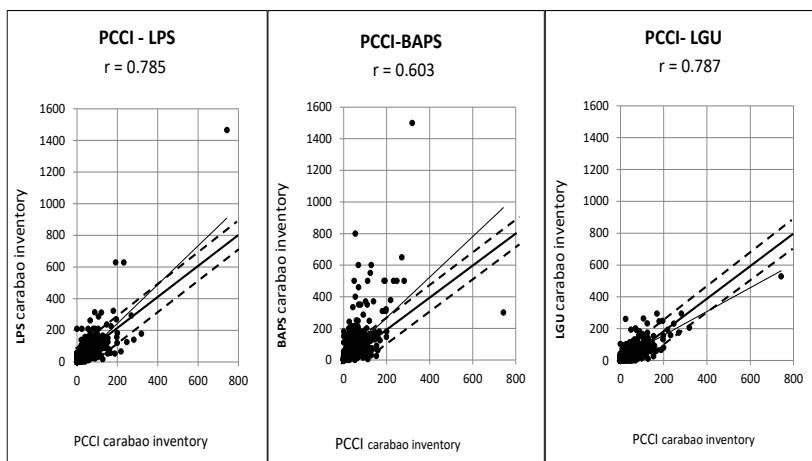 PCCI - LPS
r = 0.785
1600
1400
1200
1000
800
600
400
200
0
0 200 400 600 800
LPS carabao inventory
PCCI carabao inventory
PCCI-BAPS
r = 0.603
1600
1400
1200
1000
800
600
400
200
0
0 200 400 600 800
BAPS carabao inventory
PCCI carabao inventory
PCCI- LGU
r = 0.787
1600
1400
1200
1000
800
600
400
200
0
0 200 400 600 800
LGU carabao inventory
PCCI carabao inventory